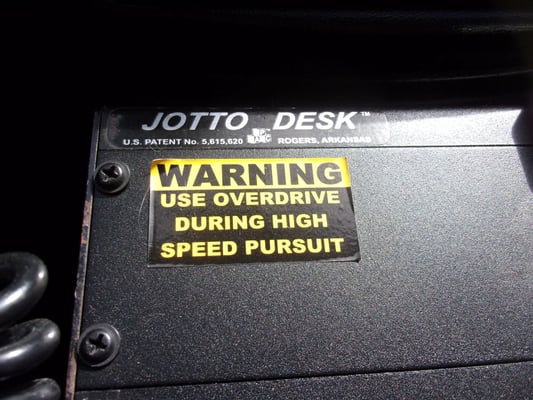 JOTTO DESK™
U.S. PATENT No. 5,615,620 ROGERS, ARKANSAS
WARNING
USE OVERDRIVE
DURING HIGH
SPEED PURSUIT